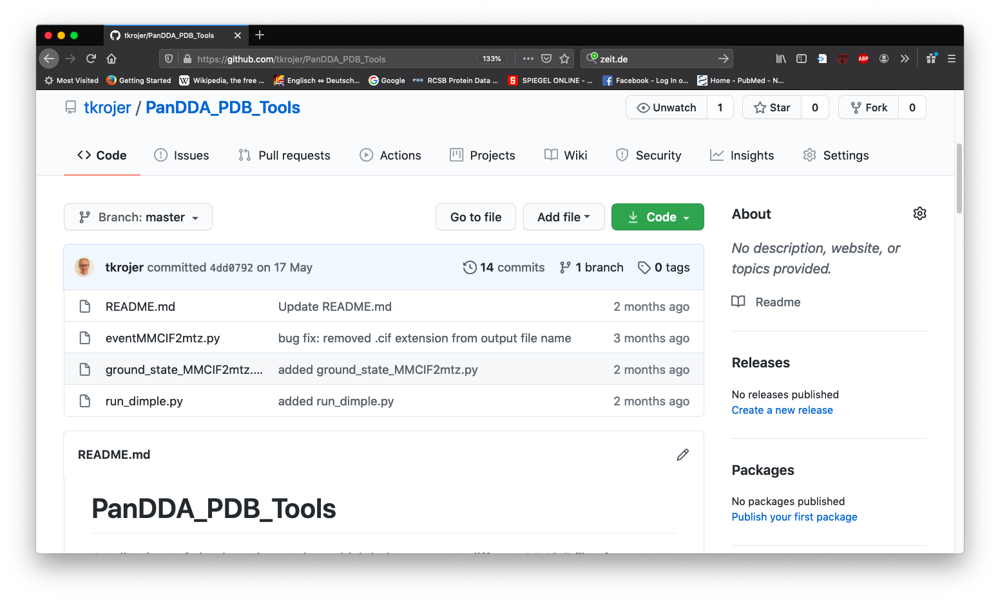 tkrojer/PanDDA_PDB_Tools
https://github.com/tkrojer/PanDDA_PDB_Tools 133% zeit.de ABP
Most Visited Getting Started Wikipedia, the free ... Englisch ⇔ Deutsch... Google PDB RCSB Protein Data ... S SPIEGEL ONLINE - ... Facebook - Log In o... Home - PubMed - N...
tkrojer / PanDDA_PDB_Tools Unwatch 1 Star 0 Fork 0
Code Issues Pull requests Actions Projects Wiki Security Insights Settings
Branch: master Go to file Add file Code About
No description, website, or
topics provided.
tkrojer committed 4dd0792 on 17 May 14 commits 1 branch 0 tags
Readme
README.md Update README.md 2 months ago
eventMMCIF2mtz.py bug fix: removed .cif extension from output file name 3 months ago
Releases
ground_state_MMCIF2mtz.... added ground_state_MMCIF2mtz.py 2 months ago
No releases published
run_dimple.py added run_dimple.py 2 months ago
Create a new release
README.md
Packages
No packages published
Publish your first package
PanDDA_PDB_Tools